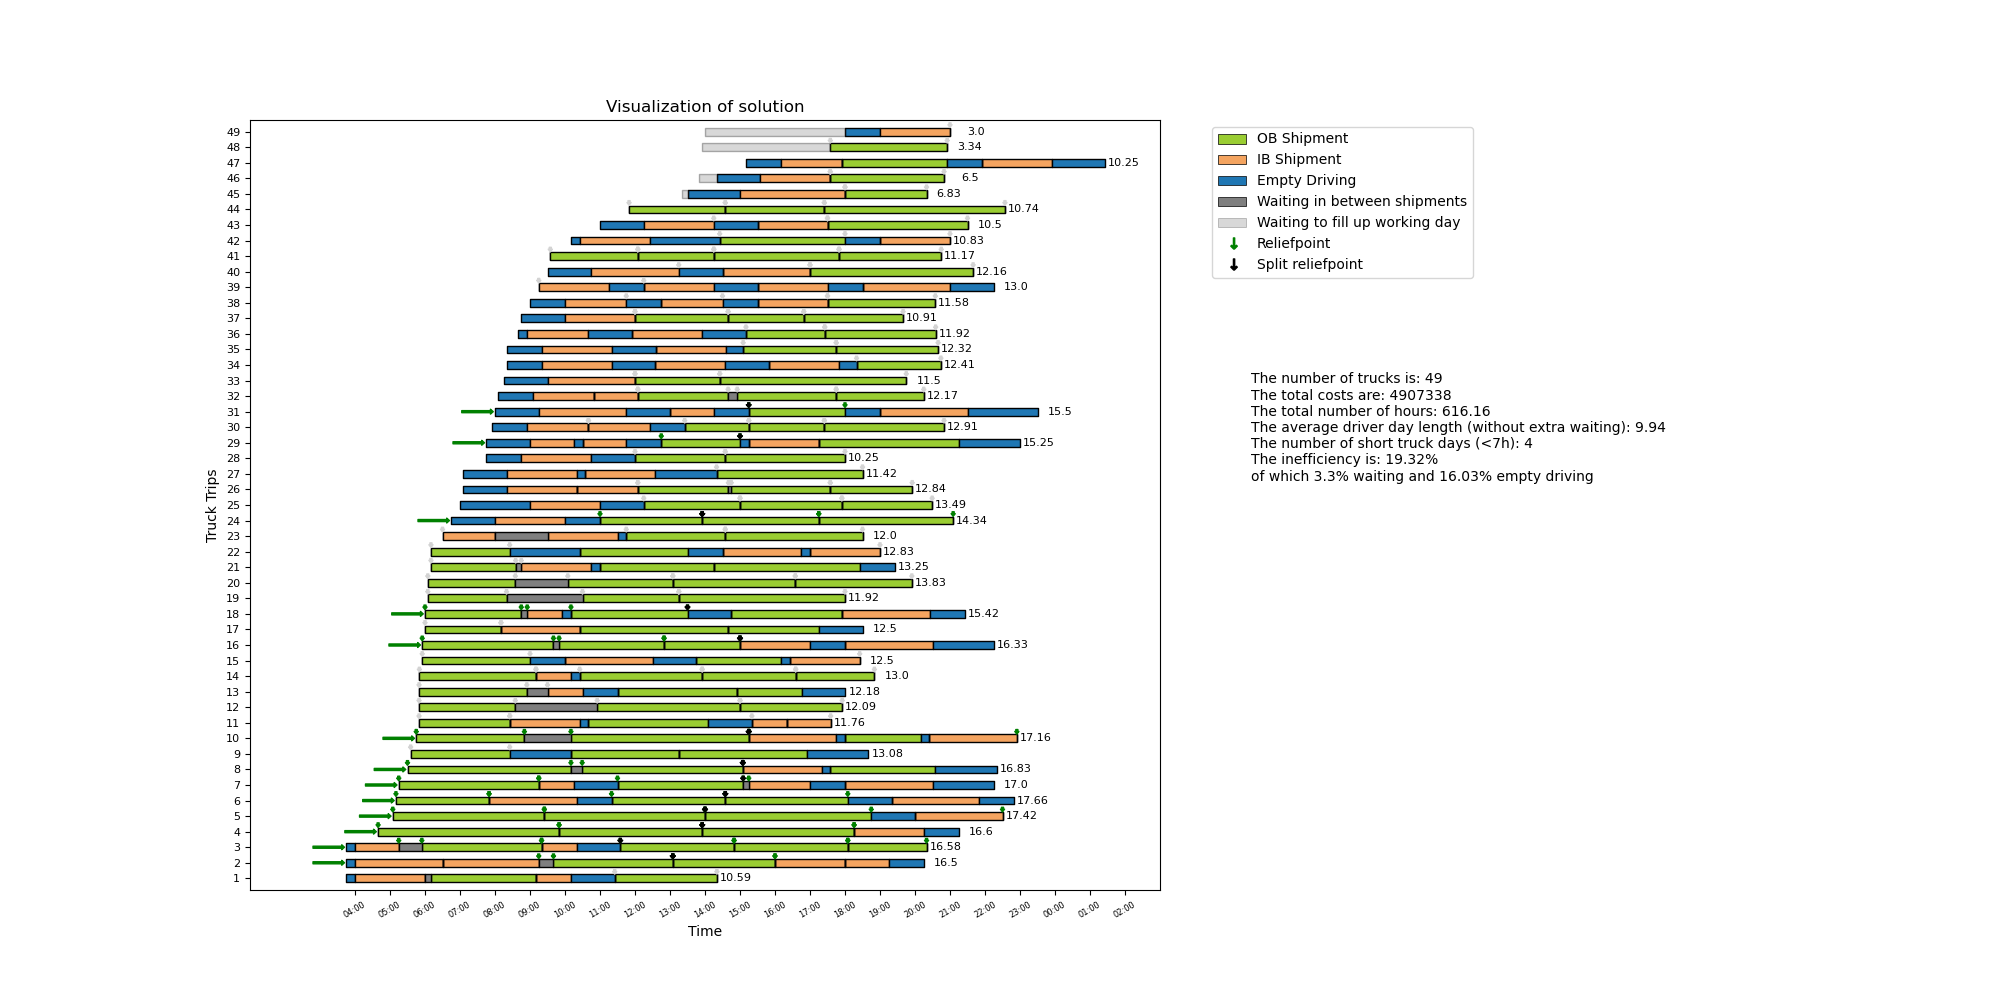 Visualization of solution
49 3.0
48 3.34
47 10.25
46 6.5
45 6.83
44 10.74
43 10.5
42 10.83
41 11.17
40 12.16
39 13.0
38 11.58
37 10.91
36 11.92
35 12.32
34 12.41
33 11.5
32 12.17
31 15.5
30 12.91
29 15.25
28 10.25
27 11.42
26 12.84
25 13.49
24 14.34
23 12.0
22 12.83
21 13.25
20 13.83
19 11.92
18 15.42
17 12.5
16 16.33
15 12.5
14 13.0
13 12.18
12 12.09
11 11.76
10 17.16
9 13.08
8 16.83
7 17.0
6 17.66
5 17.42
4 16.6
3 16.58
2 16.5
1 10.59
Truck Trips
04:00 05:00 06:00 07:00 08:00 09:00 10:00 11:00 12:00 13:00 14:00 15:00 16:00 17:00 18:00 19:00 20:00 21:00 22:00 23:00 00:00 01:00 02:00
Time
OB Shipment
IB Shipment
Empty Driving
Waiting in between shipments
Waiting to fill up working day
Reliefpoint
Split reliefpoint
The number of trucks is: 49
The total costs are: 4907338
The total number of hours: 616.16
The average driver day length (without extra waiting): 9.94
The number of short truck days (<7h): 4
The inefficiency is: 19.32%
of which 3.3% waiting and 16.03% empty driving